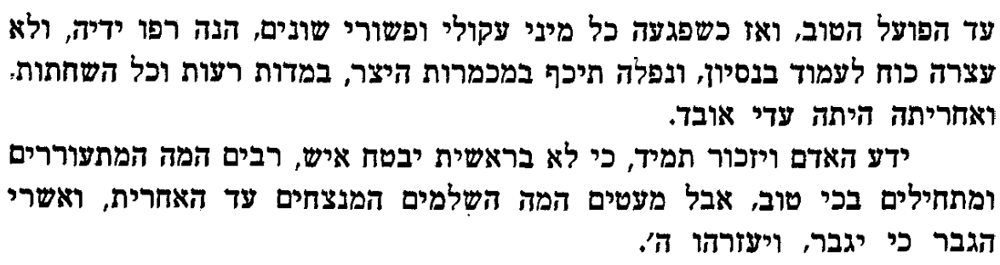 עד הפועל הטוב, ואז כשפגעה כל מיני עקולי ופשורי שונים, הנה רפו ידיה, ולא
עצרה כוח לעמוד בנסיון, ונפלה תיכף במכמרות היצר, במדות רעות וכל השחתות,
ואחריתה היתה עדי אובד.
ידע האדם ויזכור תמיד, כי לא בראשית יבטח איש, רבים המה המתעוררים
ומתחילים בכי טוב, אבל מעטים המה השלמים המנצחים עד האחרית, ואשרי
הגבר כי יגבר, ויעזרהו ה'.